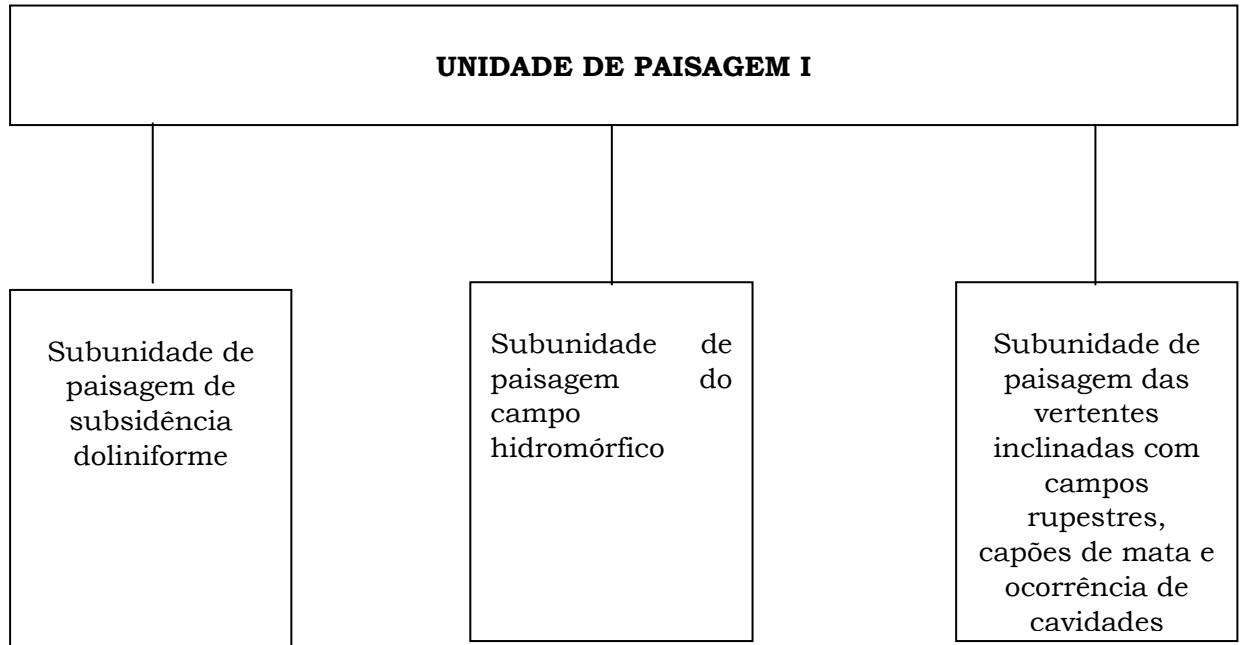 UNIDADE DE PAISAGEM I
Subunidade de
paisagem de
subsidência
doliniforme
Subunidade de
paisagem do
campo
hidromórfico
Subunidade de
paisagem das
vertentes
inclinadas com
campos
rupestres,
capões de mata e
ocorrência de
cavidades